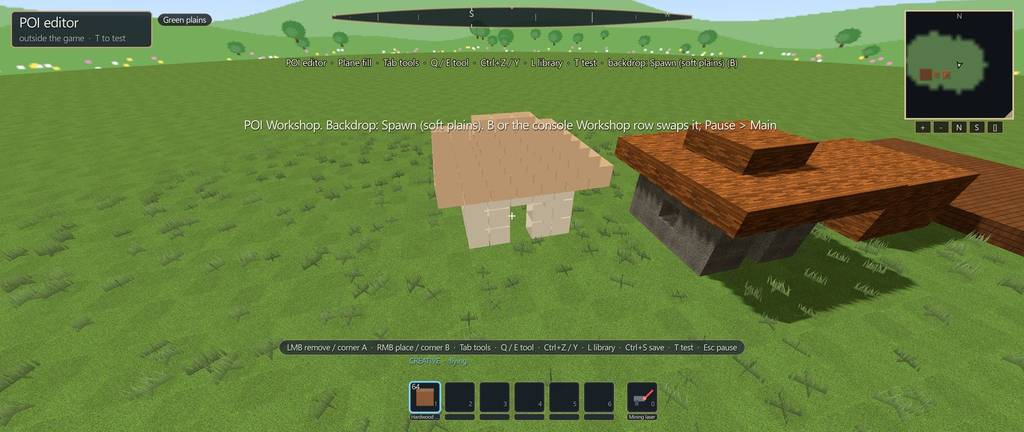 POI editor
outside the game · T to test
Green plains
S
N
POI editor · Plane fill · Tab tools · Q / E tool · Ctrl+Z / Y · L library · T test · backdrop: Spawn (soft plains) (B)
POI Workshop. Backdrop: Spawn (soft plains). B or the console Workshop row swaps it; Pause > Main
+ - N S []
LMB remove / corner A · RMB place / corner B · Tab tools · Q / E tool · Ctrl+Z / Y · L library · Ctrl+S save · T test · Esc pause
CREATIVE · flying
64
1 2 3 4 5 6 0
Hardwood
Mining laser